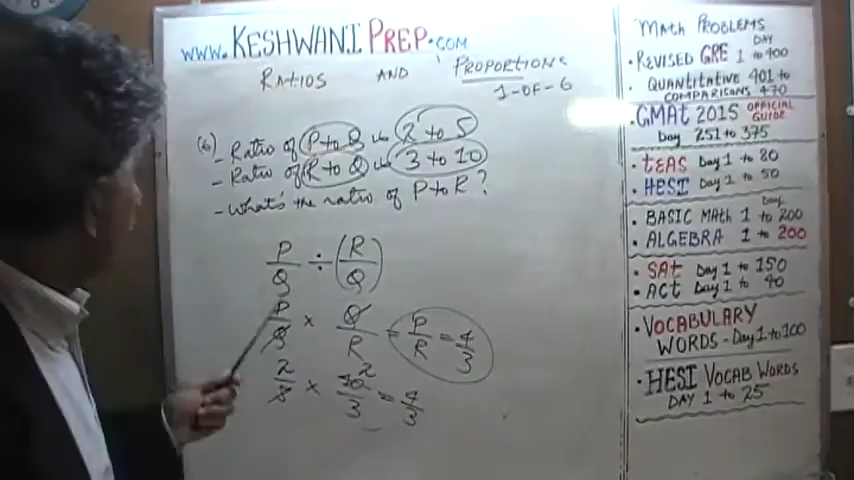 www.KESHWANIPREP.COM
RATIOS AND PROPORTIONS
1-OF-6
(6) - Ratio of P to Q is 2 to 5
- Ratio of R to Q is 3 to 10
- What's the ratio of P to R?
P/Q ÷ (R/Q)
P/Q × Q/R = P/R = 4/3
2/5 × 10/3 2 = 4/3
MATH PROBLEMS
DAY
• REVISED GRE 1 to 400
• QUANTITATIVE 401 to
COMPARISONS 470
• GMAT 2015 OFFICIAL GUIDE
Day 251 to 375
• TEAS Day 1 to 80
• HESI Day 1 to 50
DAY
• BASIC MATH 1 to 200
• ALGEBRA 1 to 200
• SAT Day 1 to 150
• ACT Day 1 to 40
• VOCABULARY
WORDS - Day 1 to 100
• HESI VOCAB WORDS
DAY 1 to 25